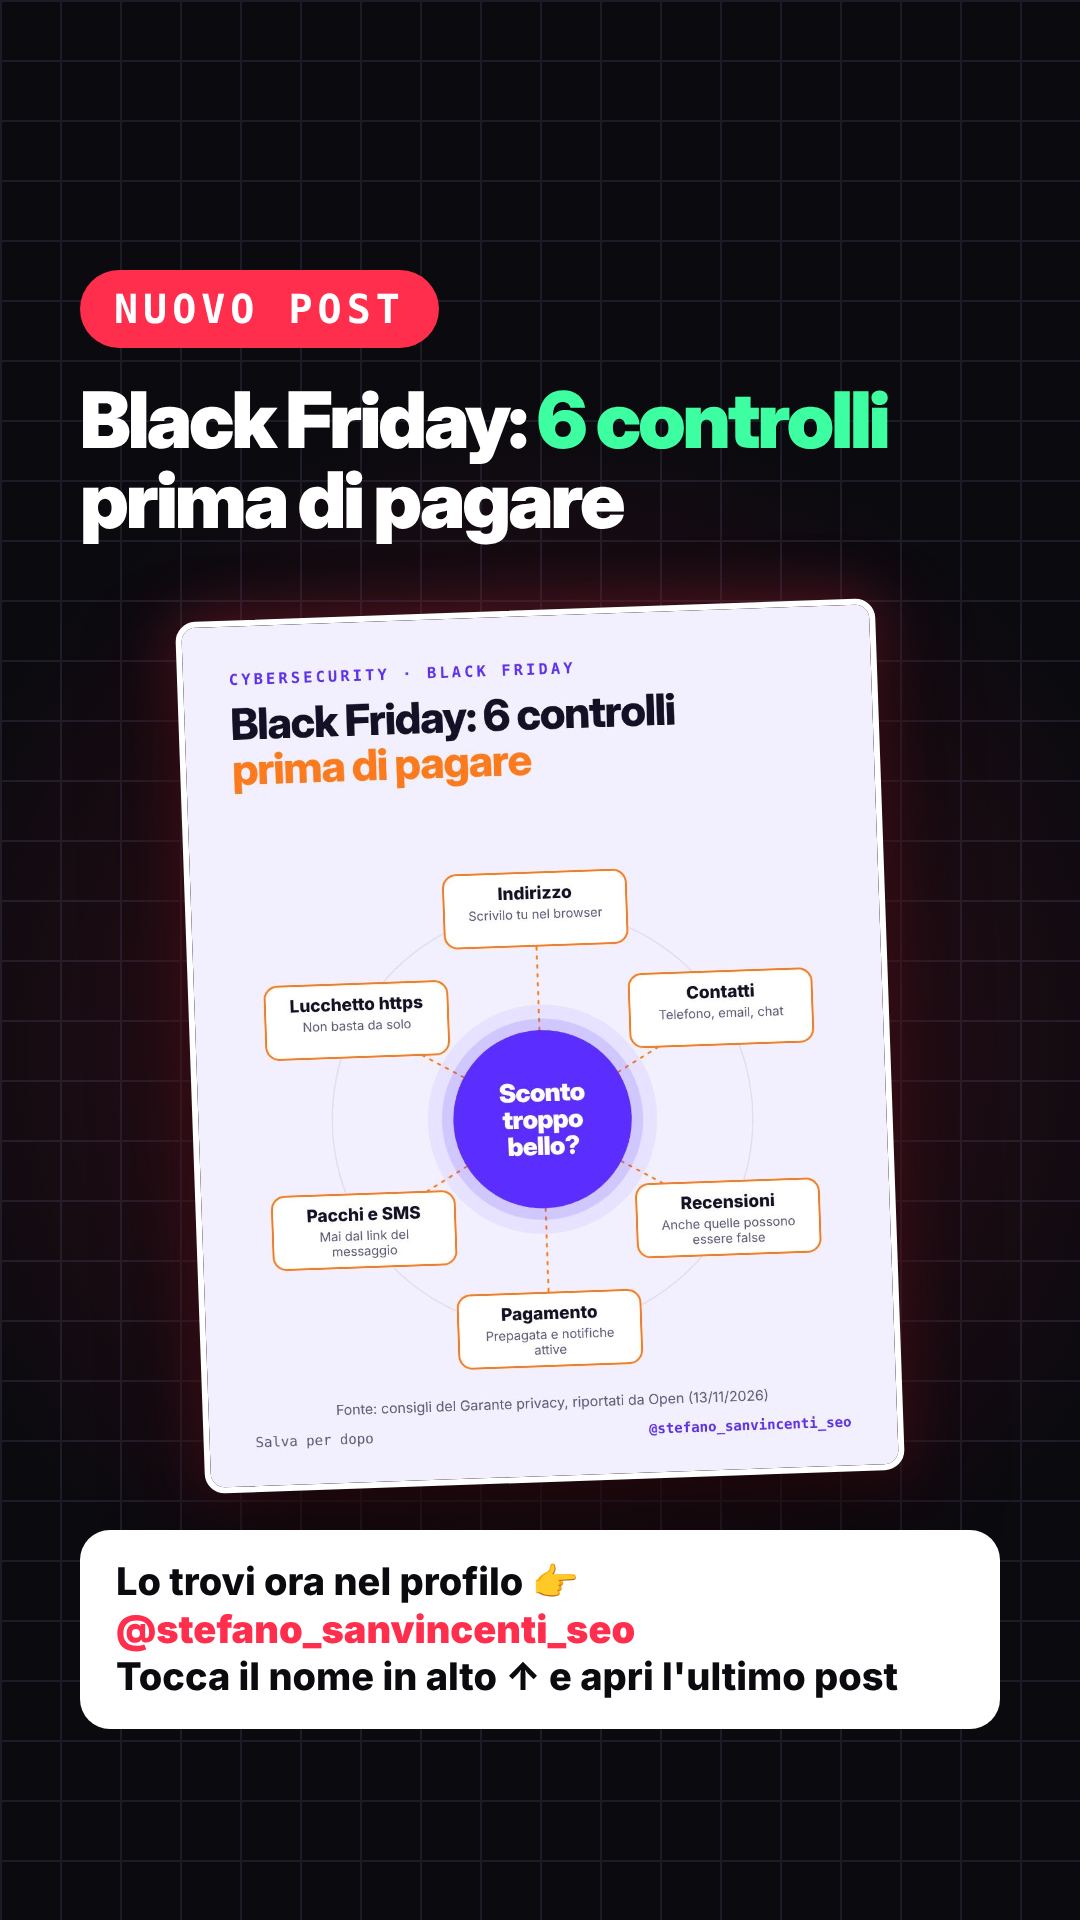 NUOVO POST
Black Friday: 6 controlli
prima di pagare
CYBERSECURITY · BLACK FRIDAY
Black Friday: 6 controlli
prima di pagare
Indirizzo
Scrivilo tu nel browser
Lucchetto https
Non basta da solo
Contatti
Telefono, email, chat
Sconto
troppo
bello?
Pacchi e SMS
Mai dal link del
messaggio
Recensioni
Anche quelle possono
essere false
Pagamento
Prepagata e notifiche
attive
Fonte: consigli del Garante privacy, riportati da Open (13/11/2026)
Salva per dopo
@stefano_sanvincenti_seo
Lo trovi ora nel profilo 👉
@stefano_sanvincenti_seo
Tocca il nome in alto ↑ e apri l'ultimo post